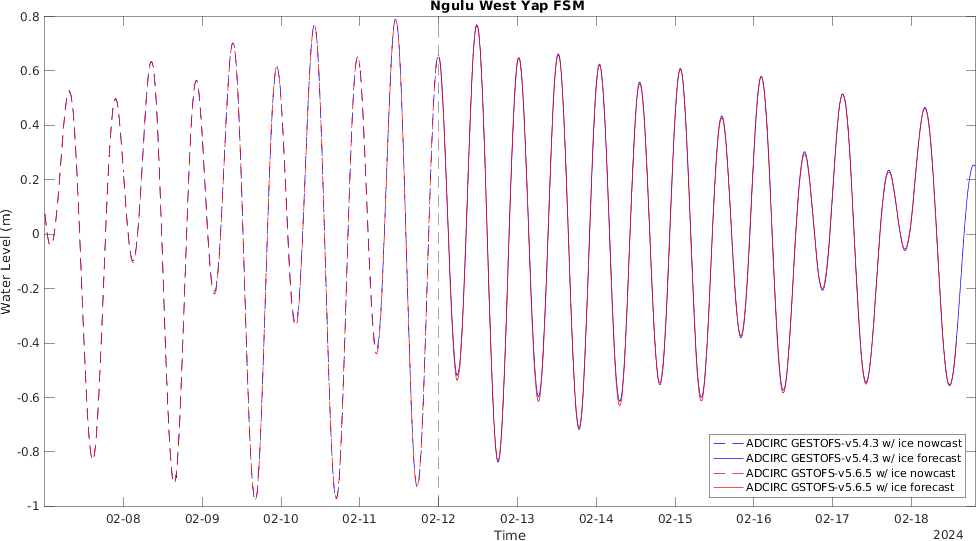 Ngulu West Yap FSM
Water Level (m)
0.8
0.6
0.4
0.2
0
-0.2
-0.4
-0.6
-0.8
-1
ADCIRC GESTOFS-v5.4.3 w/ ice nowcast
ADCIRC GESTOFS-v5.4.3 w/ ice forecast
ADCIRC GSTOFS-v5.6.5 w/ ice nowcast
ADCIRC GSTOFS-v5.6.5 w/ ice forecast
02-08 02-09 02-10 02-11 02-12 02-13 02-14 02-15 02-16 02-17 02-18
Time
2024